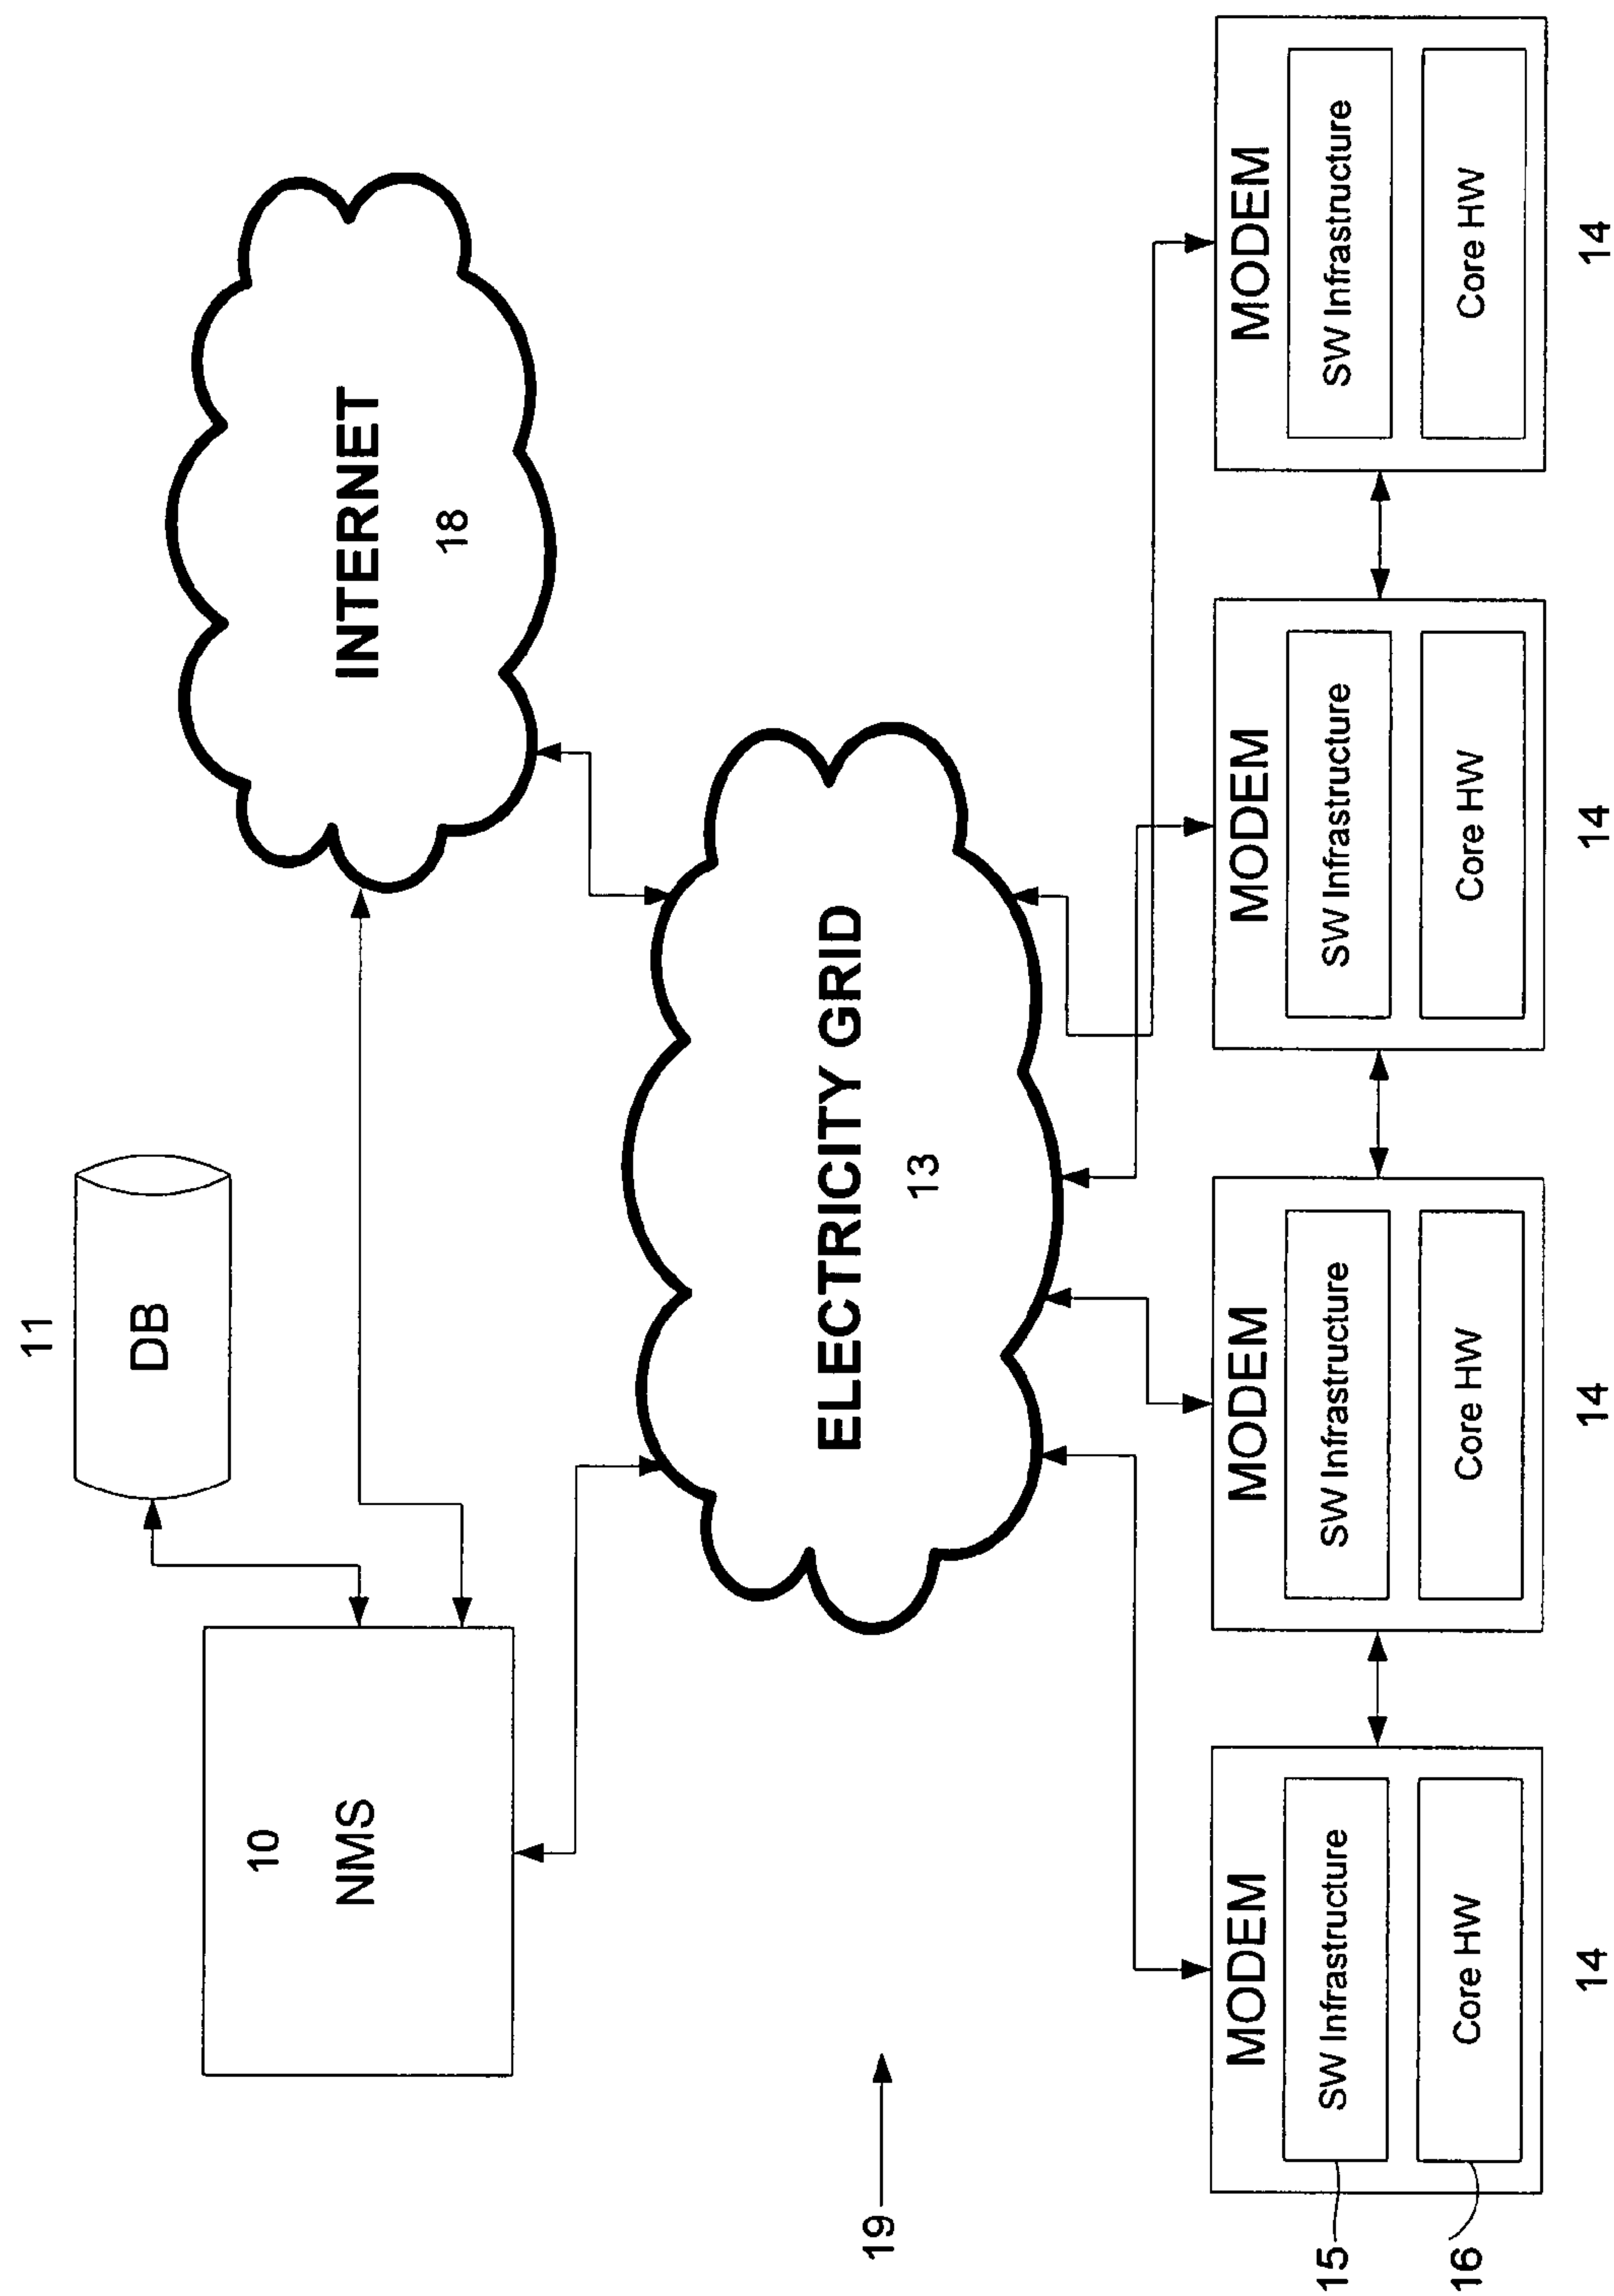 11
DB
10
NMS
INTERNET
18
ELECTRICITY GRID
13
19
MODEM
SW Infrastructure
Core HW
14
15
16
MODEM
SW Infrastructure
Core HW
14
MODEM
SW Infrastructure
Core HW
14
MODEM
SW Infrastructure
Core HW
14